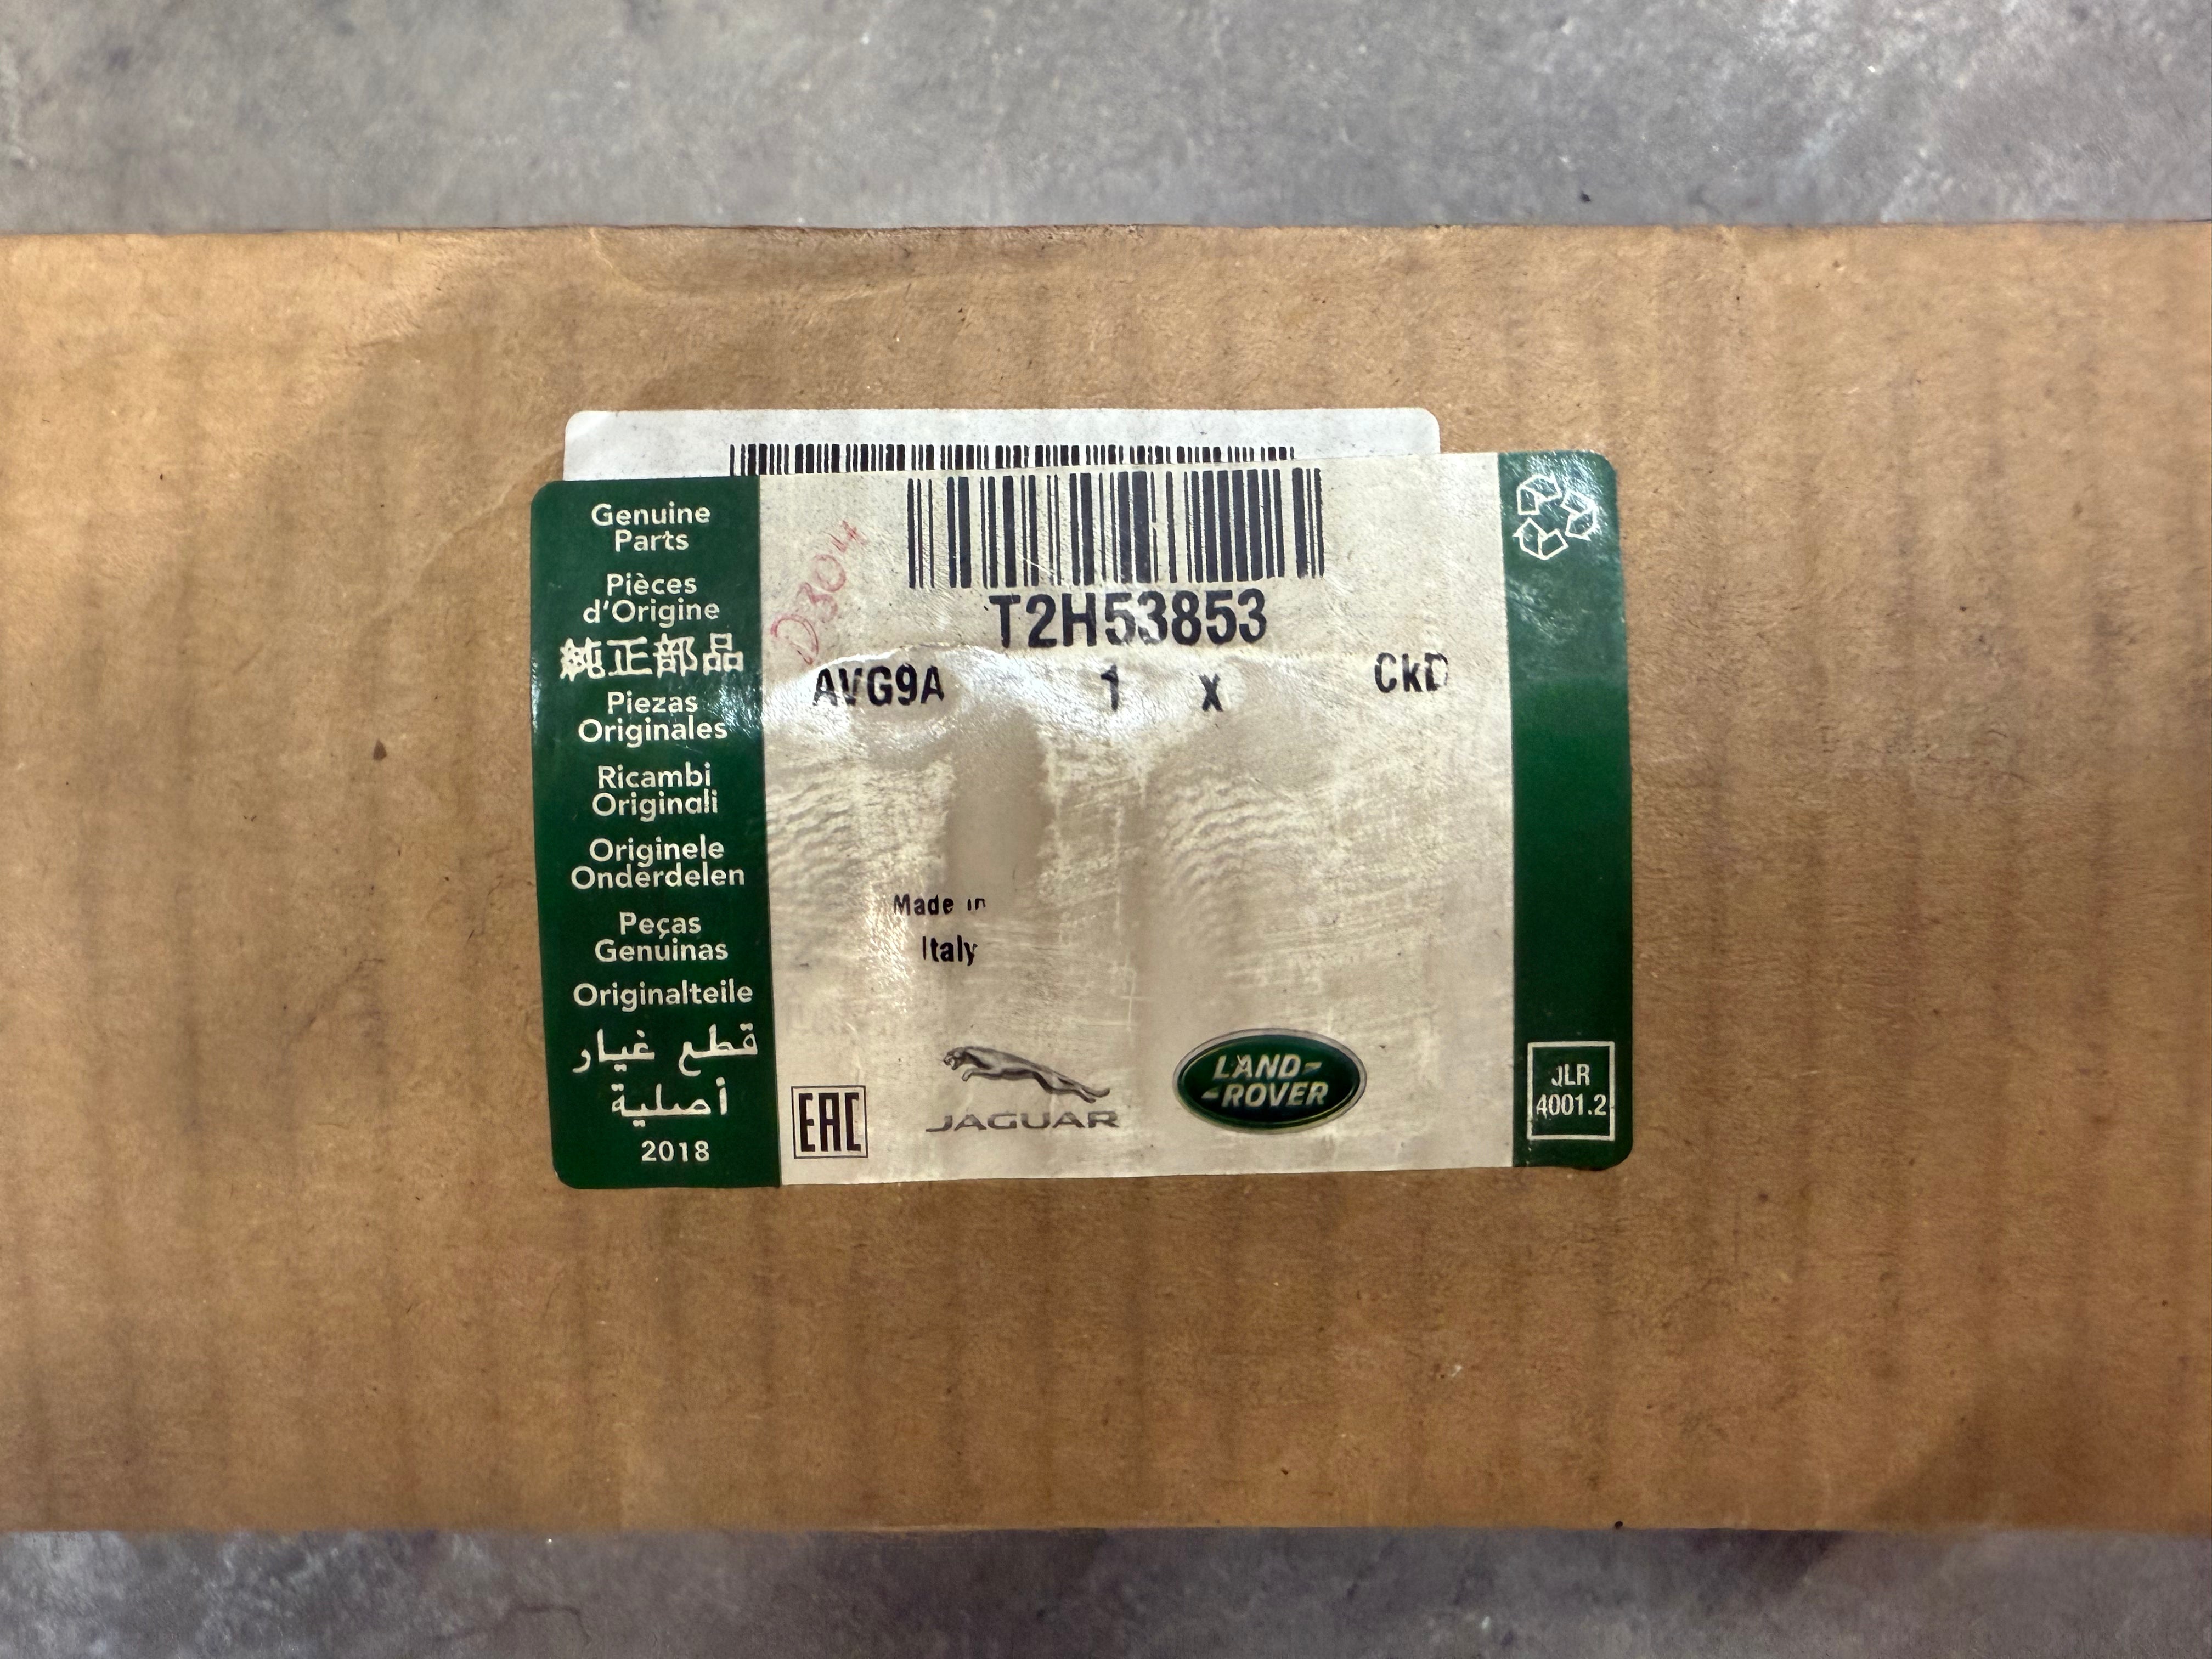 Genuine
Parts
Pièces
d'Origine
純正部品
Piezas
Originales
Ricambi
Originali
Originele
Onderdelen
Peças
Genuinas
Originalteile
قطع غيار
أصلية
2018
D304
T2H53853
AVG9A 1 X CkD
Made in
Italy
EAC
JAGUAR
LAND-
-ROVER
JLR
4001.2